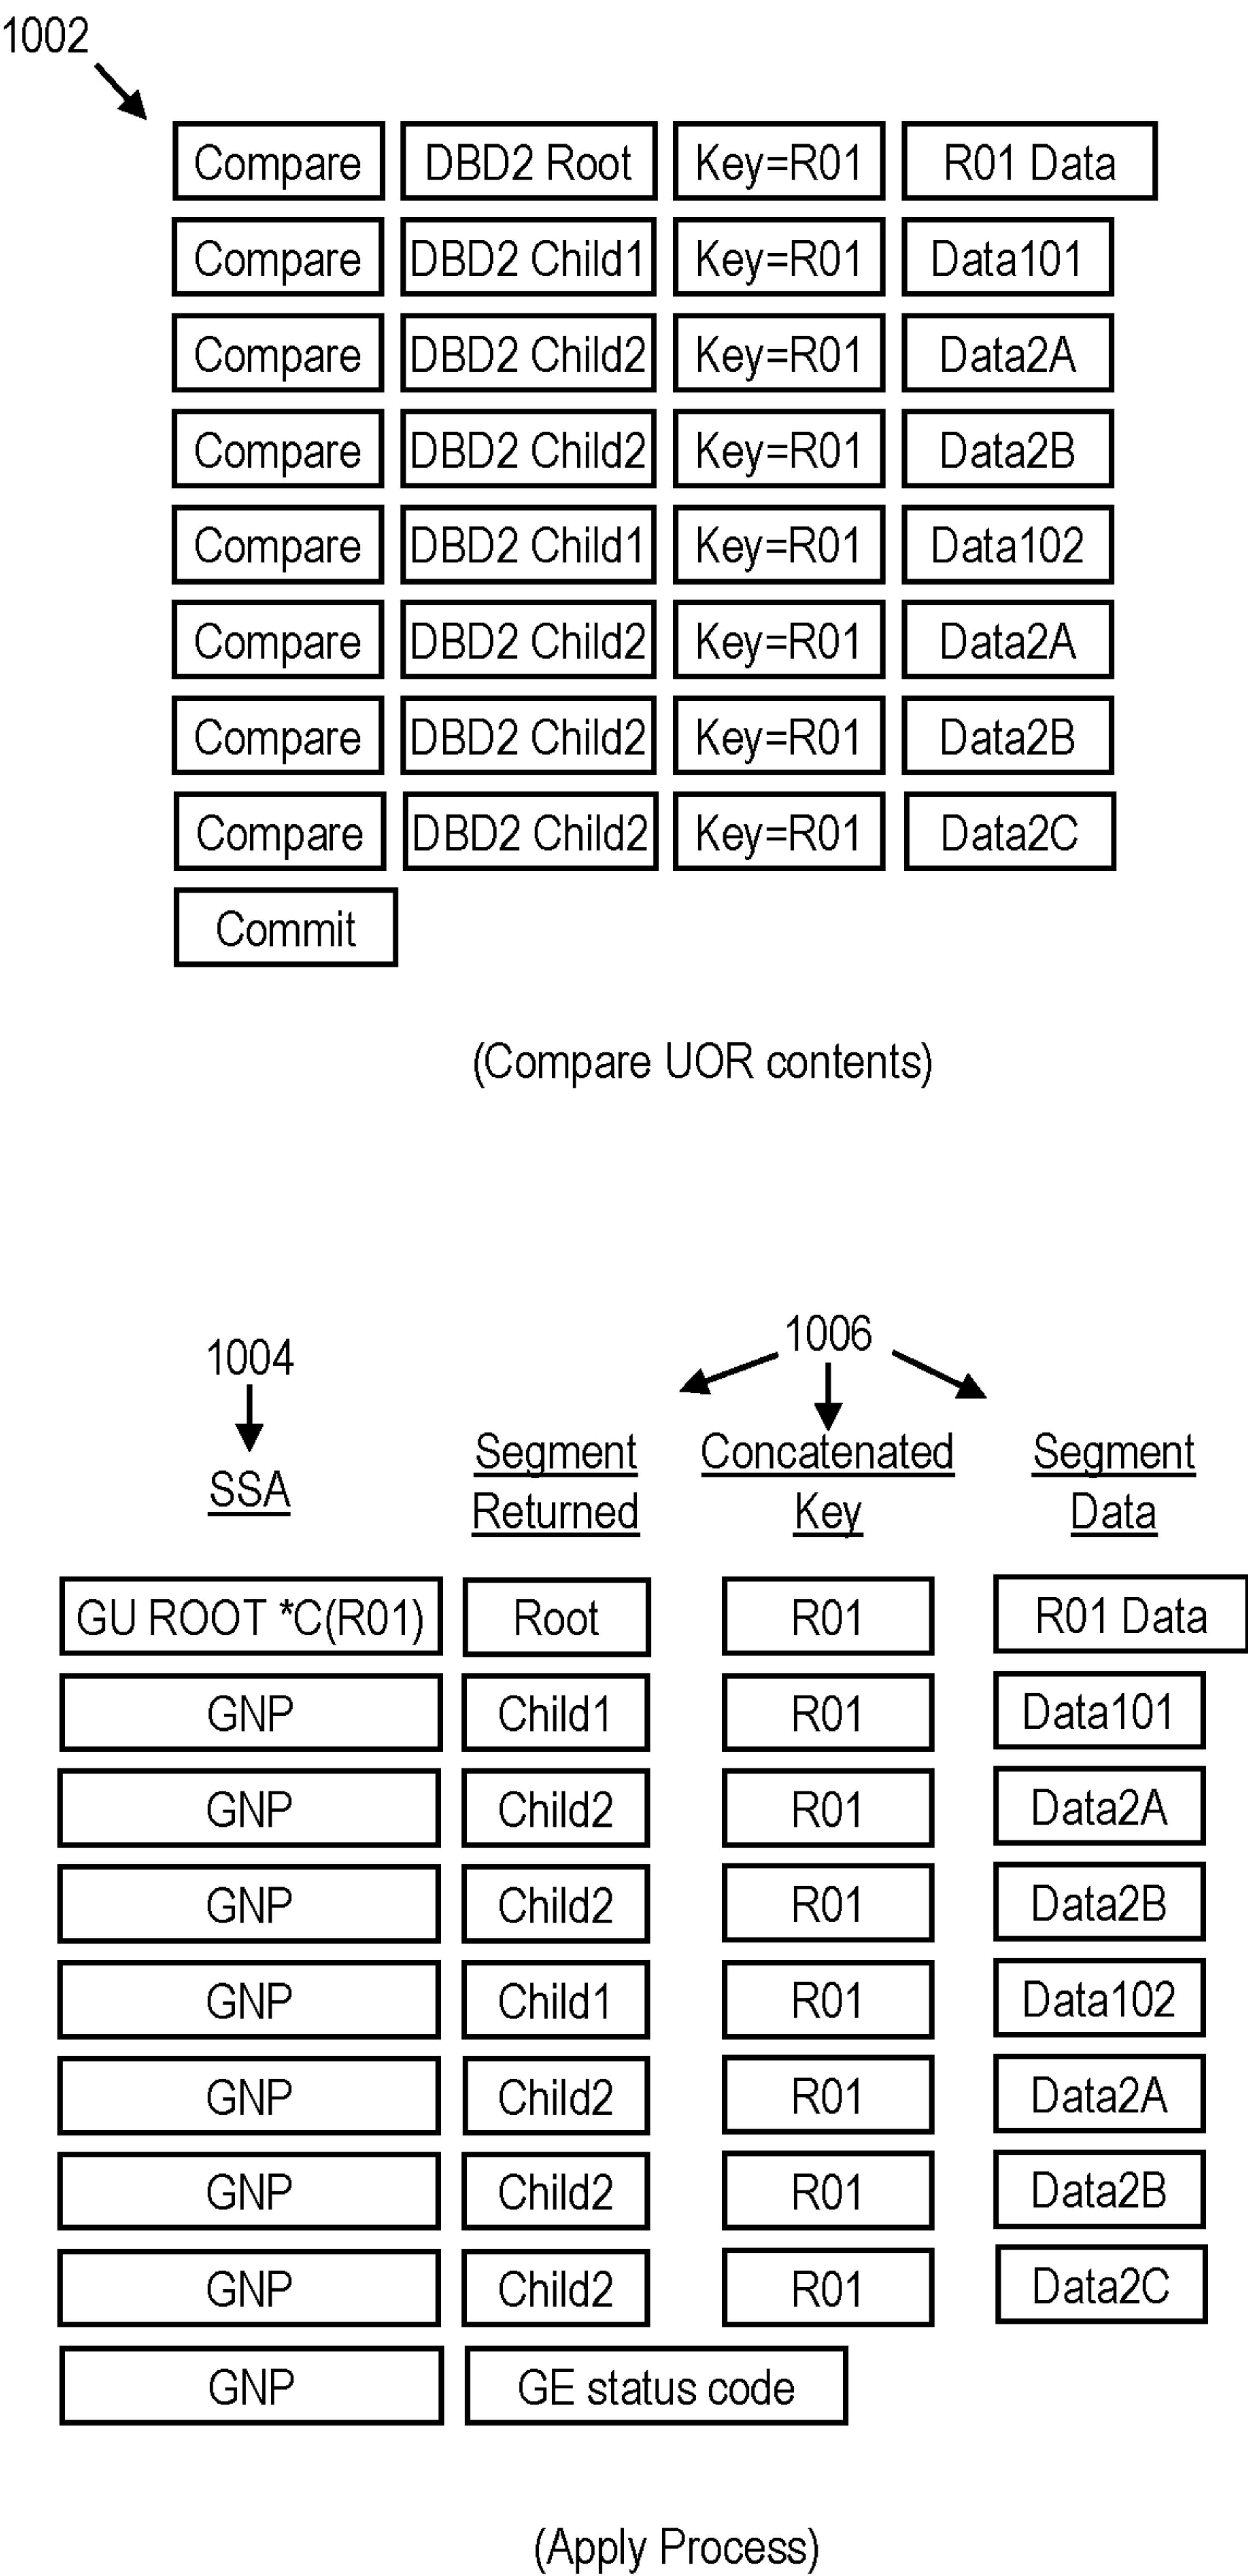 1002
Compare DBD2 Root Key=R01 R01 Data
Compare DBD2 Child1 Key=R01 Data101
Compare DBD2 Child2 Key=R01 Data2A
Compare DBD2 Child2 Key=R01 Data2B
Compare DBD2 Child1 Key=R01 Data102
Compare DBD2 Child2 Key=R01 Data2A
Compare DBD2 Child2 Key=R01 Data2B
Compare DBD2 Child2 Key=R01 Data2C
Commit
(Compare UOR contents)
1004 1006
SSA
Segment
Returned
Concatenated
Key
Segment
Data
GU ROOT *C(R01) Root R01 R01 Data
GNP Child1 R01 Data101
GNP Child2 R01 Data2A
GNP Child2 R01 Data2B
GNP Child1 R01 Data102
GNP Child2 R01 Data2A
GNP Child2 R01 Data2B
GNP Child2 R01 Data2C
GNP GE status code
(Apply Process)